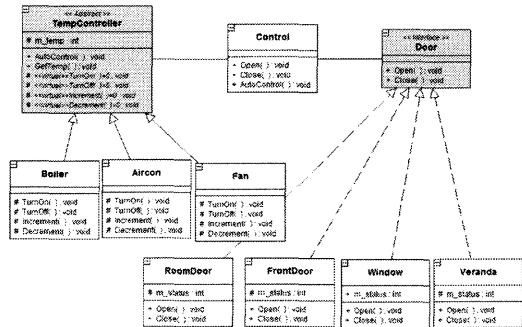 << Abstract >>
TempController
# m_temp : int
+ AutoControl( ) : void
+ GetTemp( ) : void
# <<virtual>>TurnOn( )=0 : void
# <<virtual>>TurnOff( )=0 : void
# <<virtual>>Increment( )=0 : void
# <<virtual>>Decrement( )=0 : void
Control
+ Open( ) : void
+ Close( ) : void
+ AutoControl( ) : void
<< Interface >>
Door
+ Open( ) : void
+ Close( ) : void
Boiler
# TurnOn( ) : void
# TurnOff( ) : void
# Increment( ) : void
# Decrement( ) : void
Aircon
# TurnOn( ) : void
# TurnOff( ) : void
# Increment( ) : void
# Decrement( ) : void
Fan
# TurnOn( ) : void
# TurnOff( ) : void
# Increment( ) : void
# Decrement( ) : void
RoomDoor
# m_status : int
+ Open( ) : void
+ Close( ) : void
FrontDoor
# m_status : int
+ Open( ) : void
+ Close( ) : void
Window
+ m_status : int
+ Open( ) : void
+ Close( ) : void
Veranda
# m_status : int
+ Open( ) : void
+ Close( ) : void